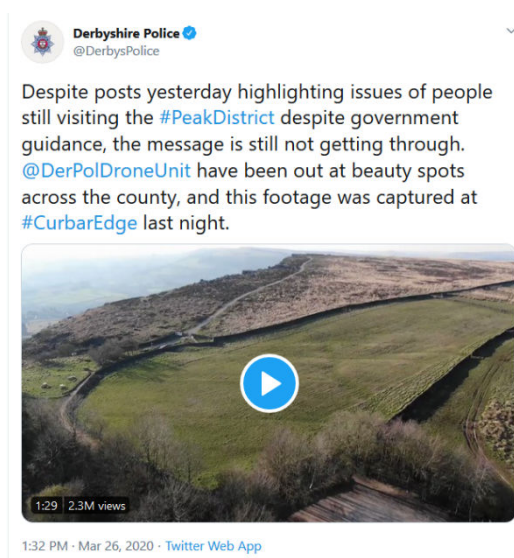 Derbyshire Police
@DerbysPolice
Despite posts yesterday highlighting issues of people
still visiting the #PeakDistrict despite government
guidance, the message is still not getting through.
@DerPolDroneUnit have been out at beauty spots
across the county, and this footage was captured at
#CurbarEdge last night.
1:29 2.3M views
1:32 PM · Mar 26, 2020 · Twitter Web App